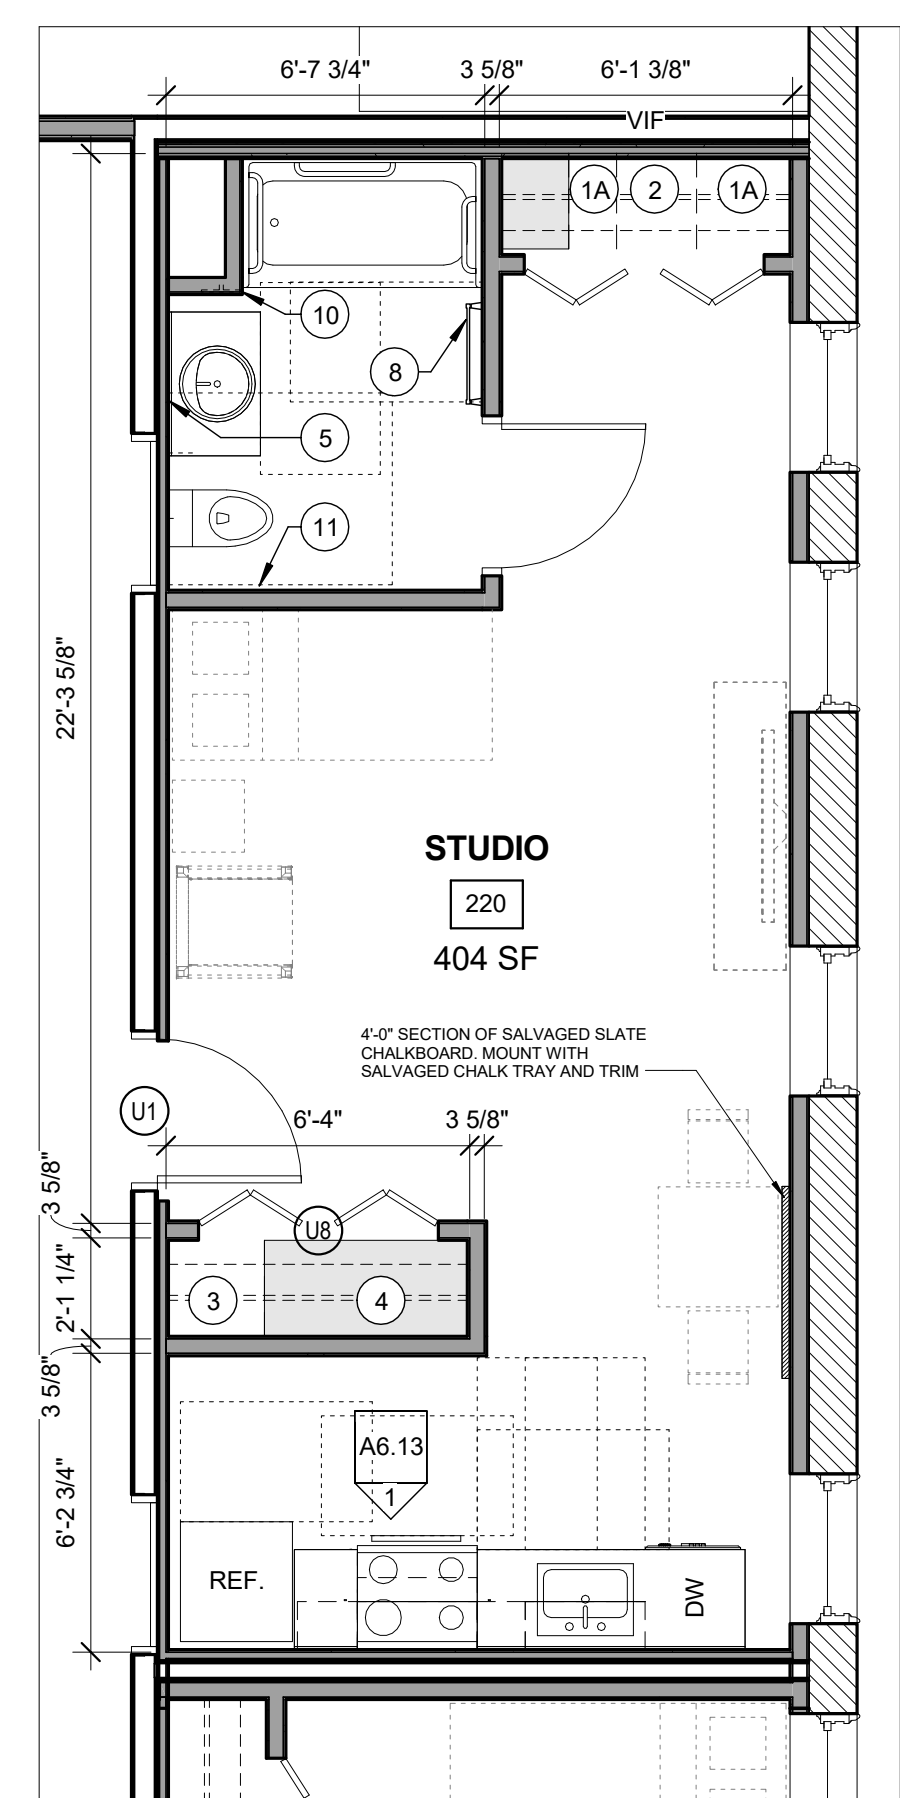 6'-7 3/4" 3 5/8" 6'-1 3/8"
VIF
1A 2 1A
10
8
5
11
22'-3 5/8"
STUDIO
220
404 SF
4'-0" SECTION OF SALVAGED SLATE
CHALKBOARD. MOUNT WITH
SALVAGED CHALK TRAY AND TRIM
U1
6'-4" 3 5/8"
3 5/8"
U8
2'-1 1/4"
3 4
3 5/8"
A6.13
1
6'-2 3/4"
REF.
DW